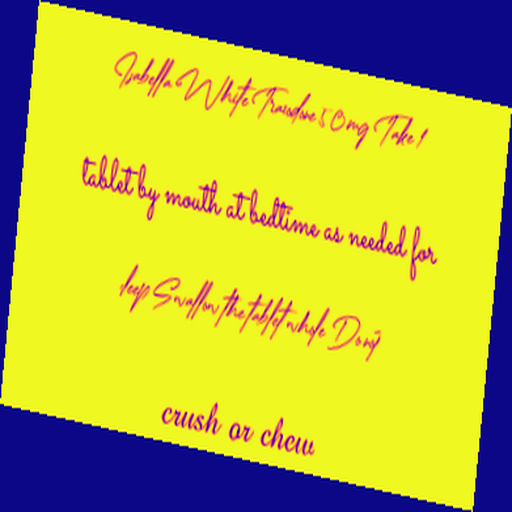 Isabella White Trazodone 50mg Take 1
tablet by mouth at bedtime as needed for
sleep Swallow the tablet whole Don't
crush or chew